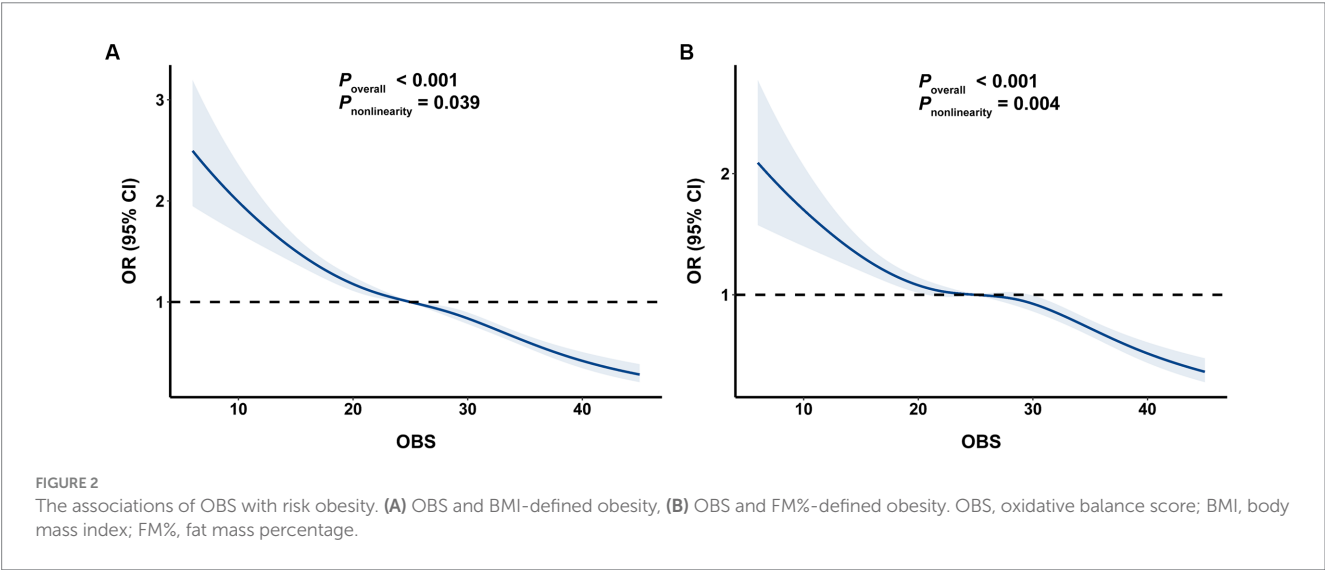 A
P overall < 0.001
P nonlinearity = 0.039
OR (95% CI)
3
2
1
10 20 30 40
OBS
B
P overall < 0.001
P nonlinearity = 0.004
OR (95% CI)
2
1
10 20 30 40
OBS
FIGURE 2
The associations of OBS with risk obesity. (A) OBS and BMI-defined obesity, (B) OBS and FM%-defined obesity. OBS, oxidative balance score; BMI, body
mass index; FM%, fat mass percentage.